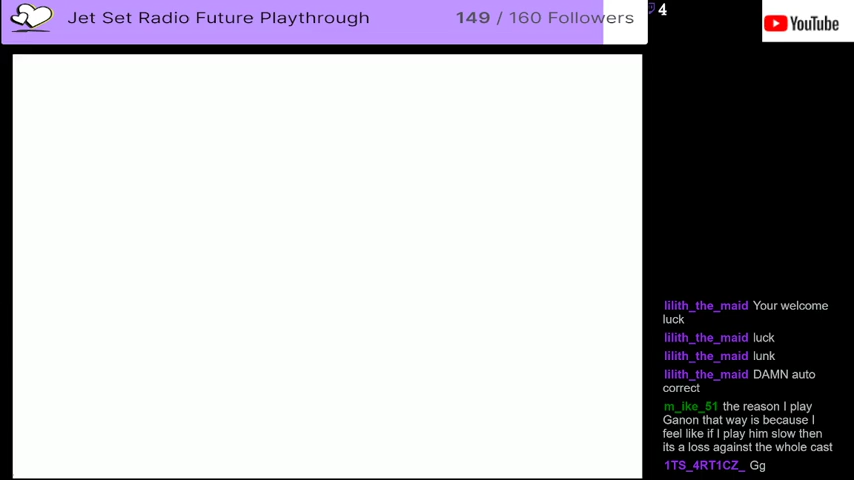 Jet Set Radio Future Playthrough 149 / 160 Followers
4
YouTube
lilith_the_maid Your welcome
luck
lilith_the_maid luck
lilith_the_maid lunk
lilith_the_maid DAMN auto
correct
m_ike_51 the reason I play
Ganon that way is because I
feel like if I play him slow then
its a loss against the whole cast
1TS_4RT1CZ_ Gg